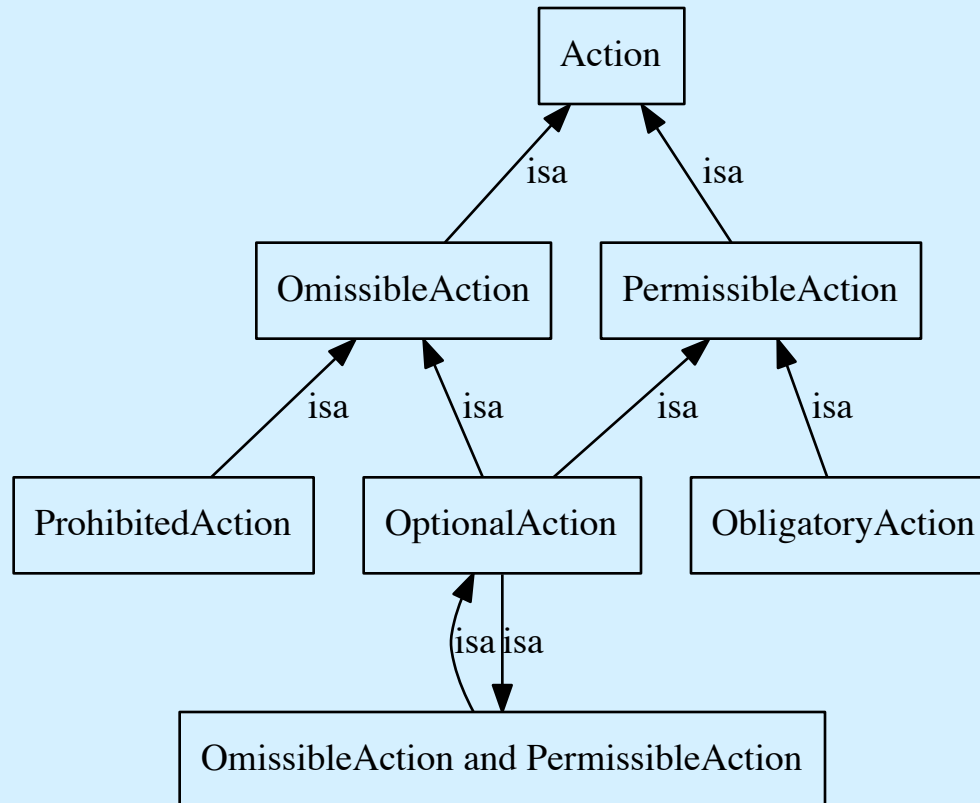 Action
isa
isa
OmissibleAction
PermissibleAction
isa
isa
isa
isa
ProhibitedAction
OptionalAction
ObligatoryAction
isa
isa
OmissibleAction and PermissibleAction